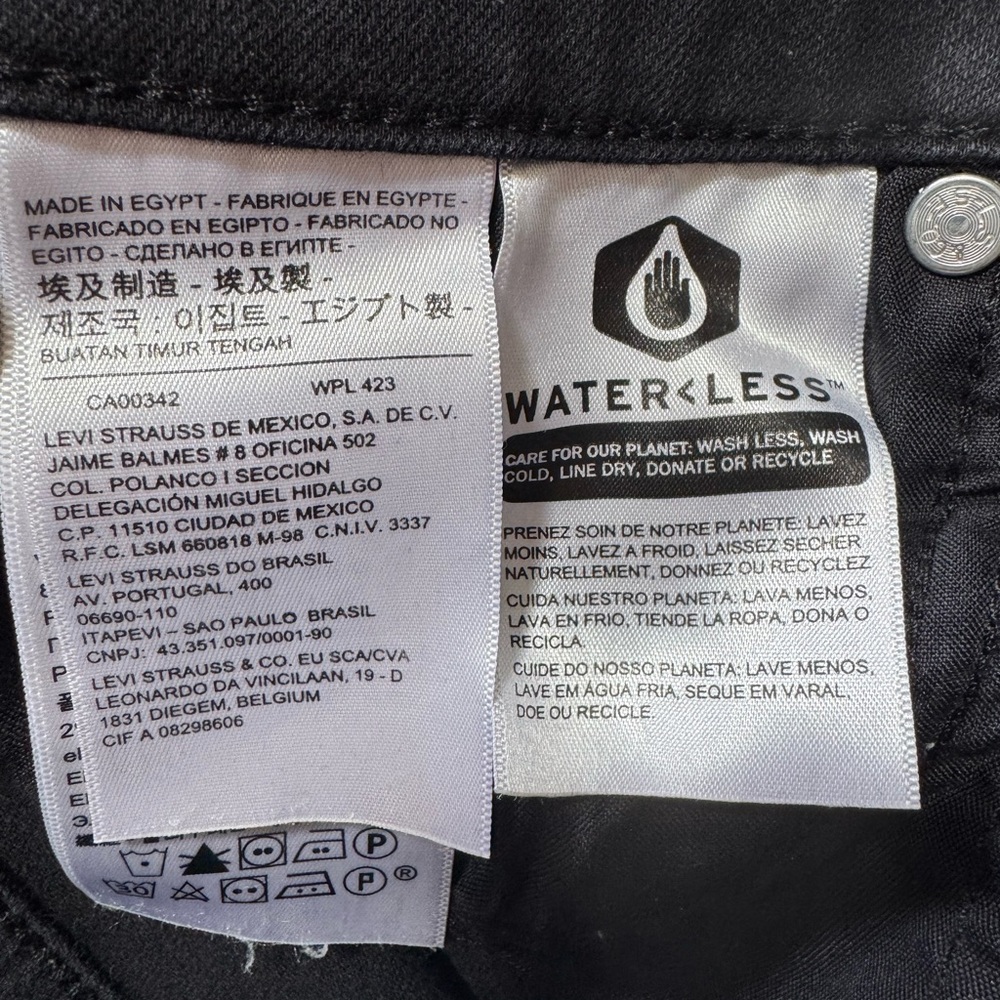 MADE IN EGYPT - FABRIQUE EN EGYPTE -
FABRICADO EN EGIPTO - FABRICADO NO
EGITO - СДЕЛАНО В ЕГИПТЕ -
埃及制造 - 埃及製 -
제조국 : 이집트 - エジプト製 -
BUATAN TIMUR TENGAH
CA00342 WPL 423
LEVI STRAUSS DE MEXICO, S.A. DE C.V.
JAIME BALMES # 8 OFICINA 502
COL. POLANCO I SECCION
DELEGACIÓN MIGUEL HIDALGO
C.P. 11510 CIUDAD DE MEXICO
R.F.C. LSM 660818 M-98 C.N.I.V. 3337
LEVI STRAUSS DO BRASIL
AV. PORTUGAL, 400
06690-110
ITAPEVI – SAO PAULO BRASIL
CNPJ: 43.351.097/0001-90
LEVI STRAUSS & CO. EU SCA/CVA
LEONARDO DA VINCILAAN, 19 - D
1831 DIEGEM, BELGIUM
CIF A 08298606
P
30 P ®
WATER<LESS™
CARE FOR OUR PLANET: WASH LESS, WASH
COLD, LINE DRY, DONATE OR RECYCLE
PRENEZ SOIN DE NOTRE PLANETE: LAVEZ
MOINS, LAVEZ A FROID, LAISSEZ SECHER
NATURELLEMENT, DONNEZ OU RECYCLEZ
CUIDA NUESTRO PLANETA: LAVA MENOS,
LAVA EN FRIO, TIENDE LA ROPA, DONA O
RECICLA.
CUIDE DO NOSSO PLANETA: LAVE MENOS,
LAVE EM ÁGUA FRIA, SEQUE EM VARAL,
DOE OU RECICLE.